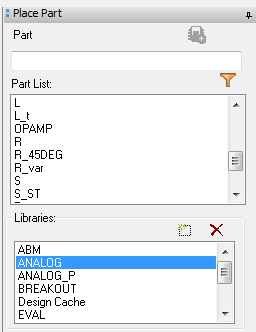 Place Part
Part
Part List:
L
L_t
OPAMP
R
R_45DEG
R_var
S
S_ST
Libraries:
ABM
ANALOG
ANALOG_P
BREAKOUT
Design Cache
EVAL